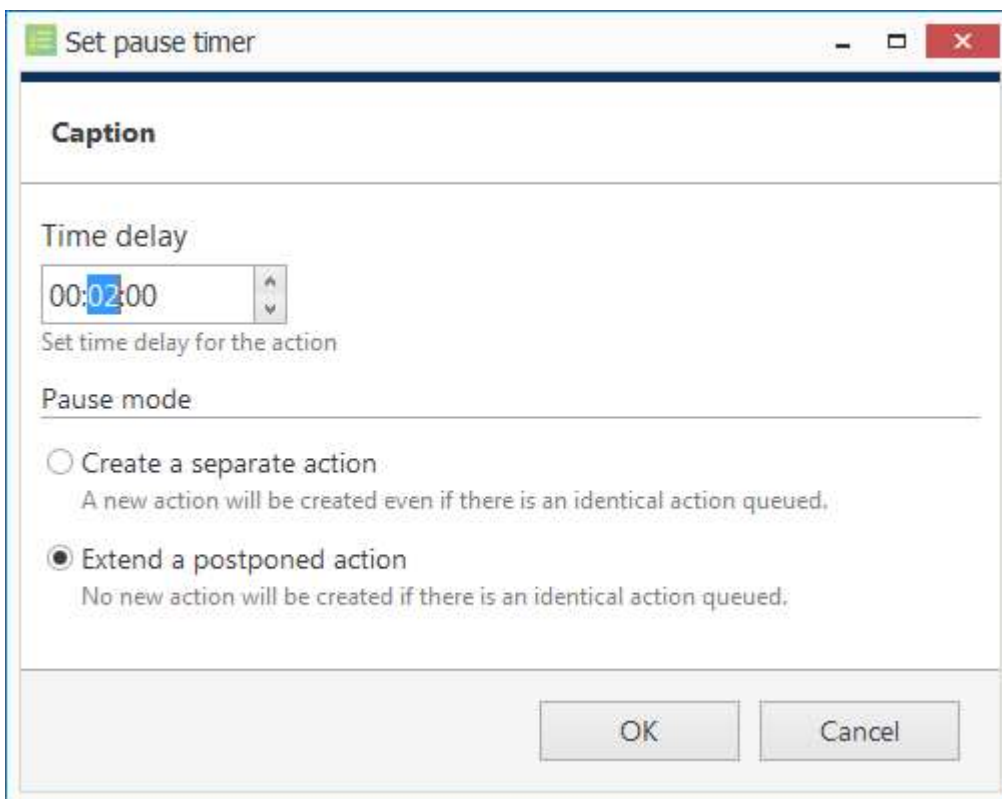 Set pause timer
Caption
Time delay
00:02:00
Set time delay for the action
Pause mode
Create a separate action
A new action will be created even if there is an identical action queued.
Extend a postponed action
No new action will be created if there is an identical action queued.
OK
Cancel